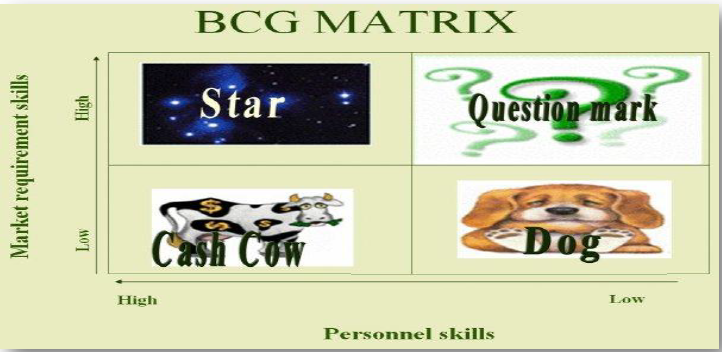 BCG MATRIX
Market requirement skills
High
Star
Question mark
Low
$ $ $
Cash Cow
Dog
High
Low
Personnel skills